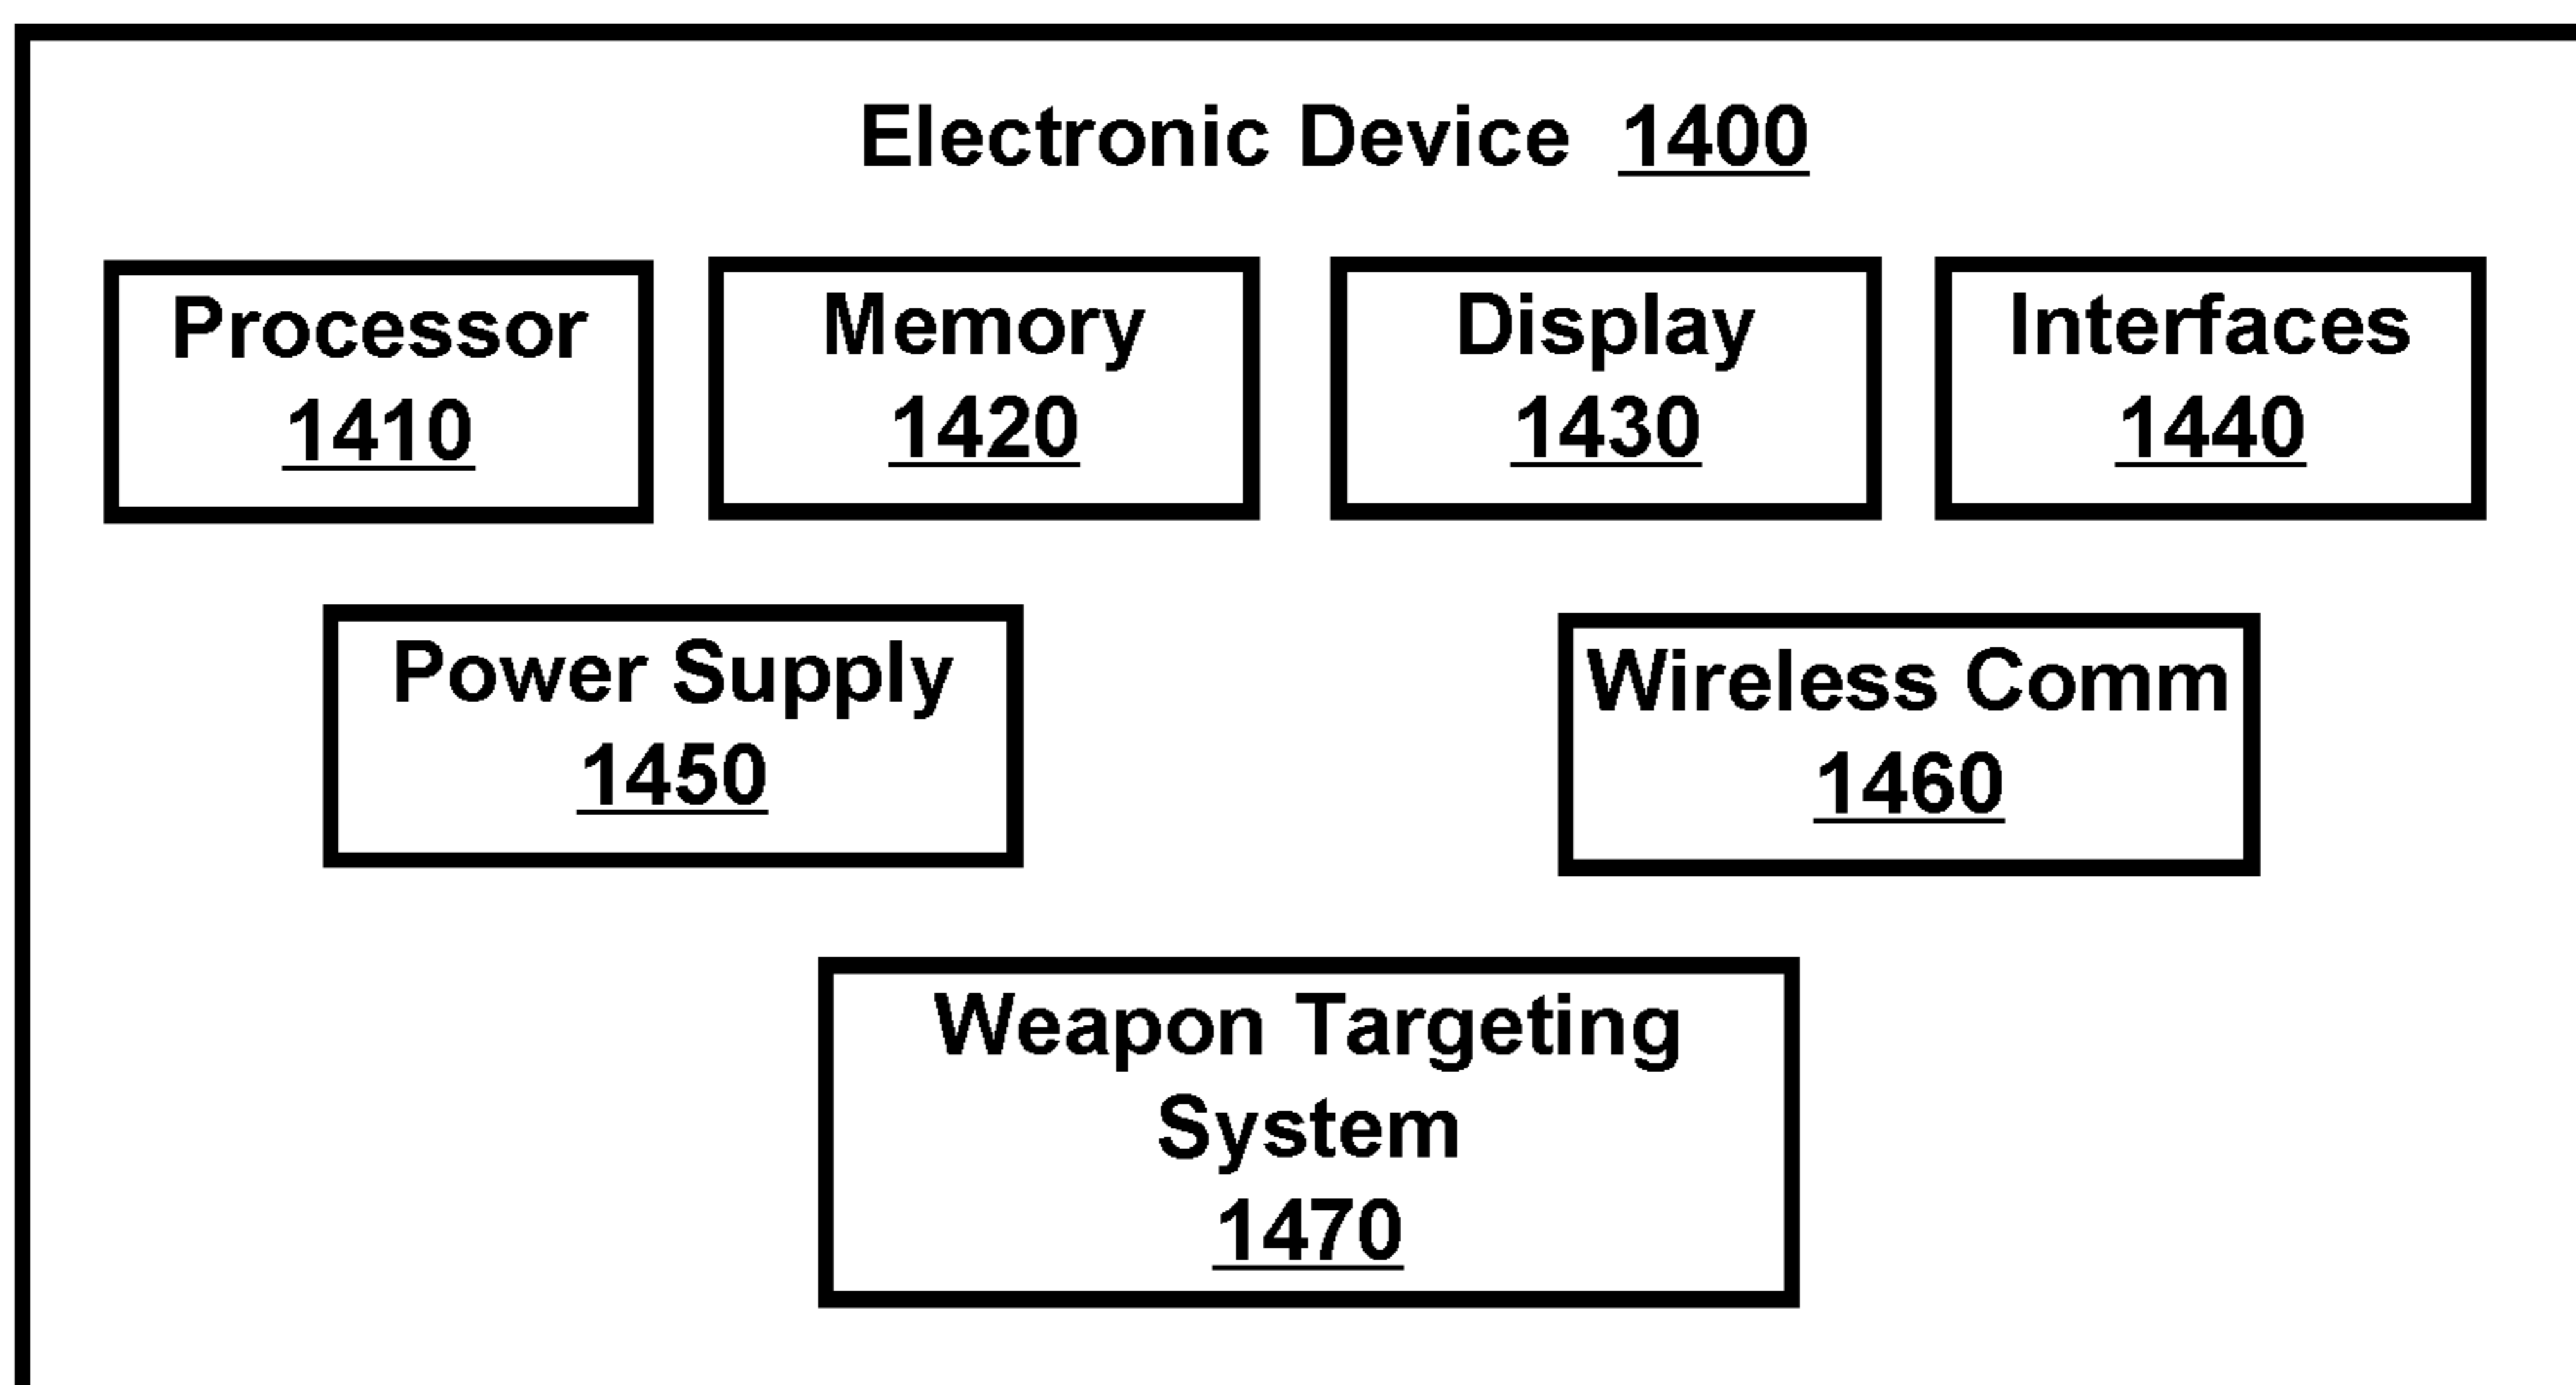 Electronic Device 1400
Processor
1410
Memory
1420
Display
1430
Interfaces
1440
Power Supply
1450
Wireless Comm
1460
Weapon Targeting
System
1470